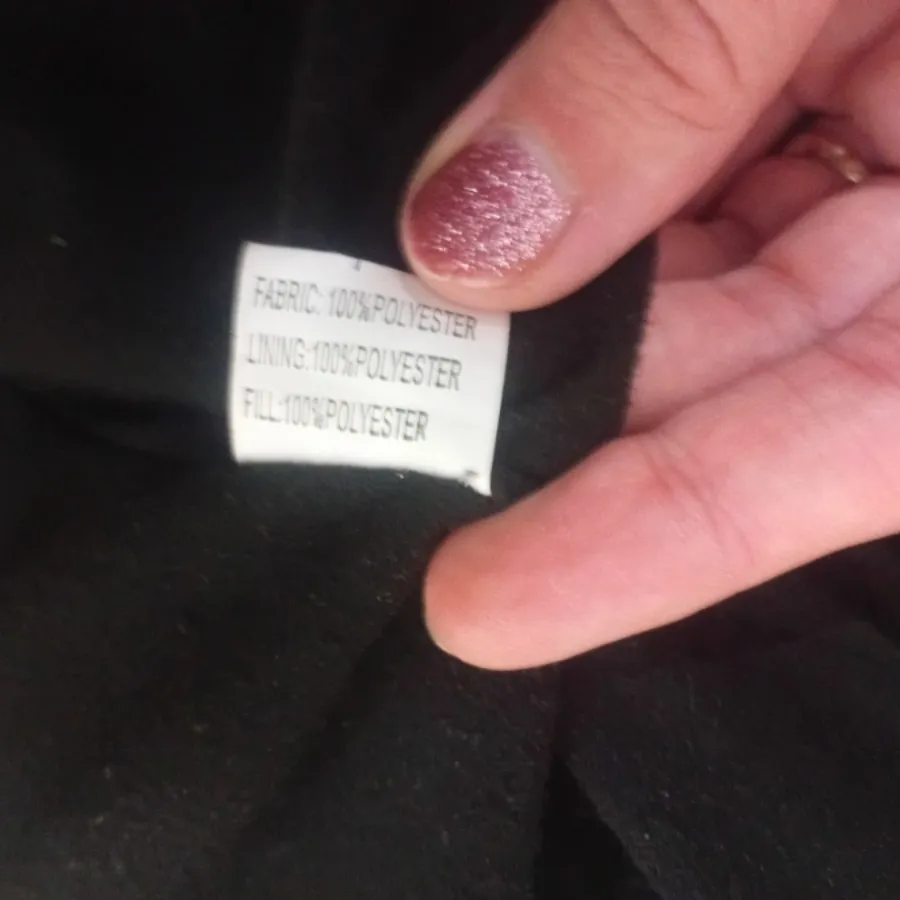 FABRIC: 100%POLYESTER
LINING:100%POLYESTER
FILL:100%POLYESTER